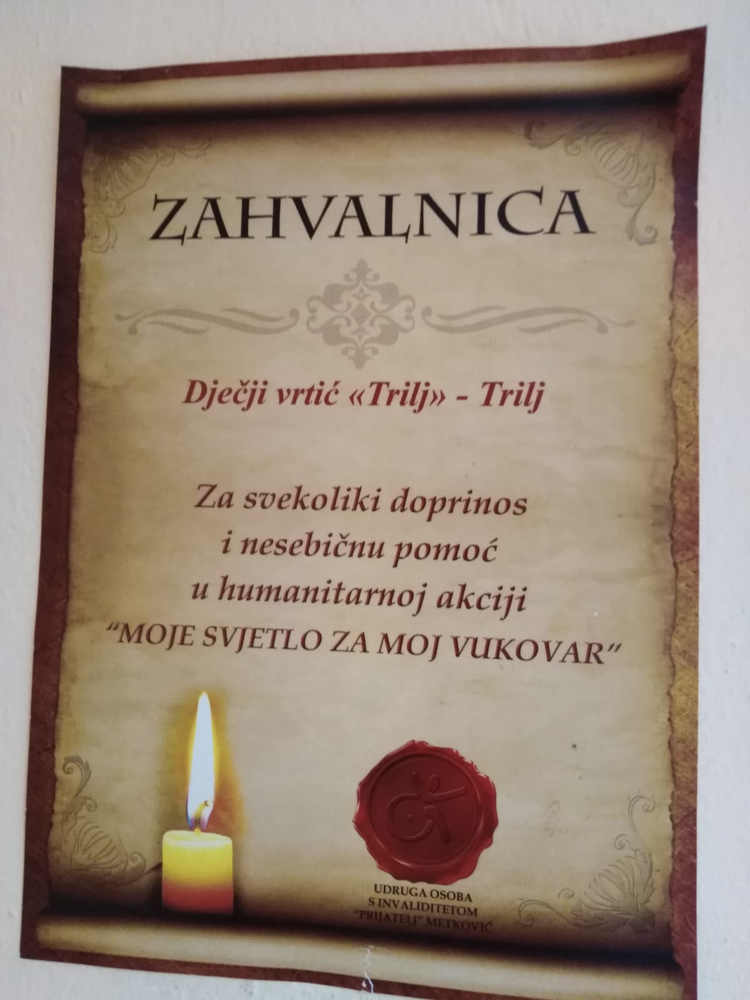 ZAHVALNICA
Dječji vrtić «Trilj» - Trilj
Za svekoliki doprinos
i nesebičnu pomoć
u humanitarnoj akciji
“MOJE SVJETLO ZA MOJ VUKOVAR”
UDRUGA OSOBA
S INVALIDITETOM
“PRIJATELJ” METKOVIĆ